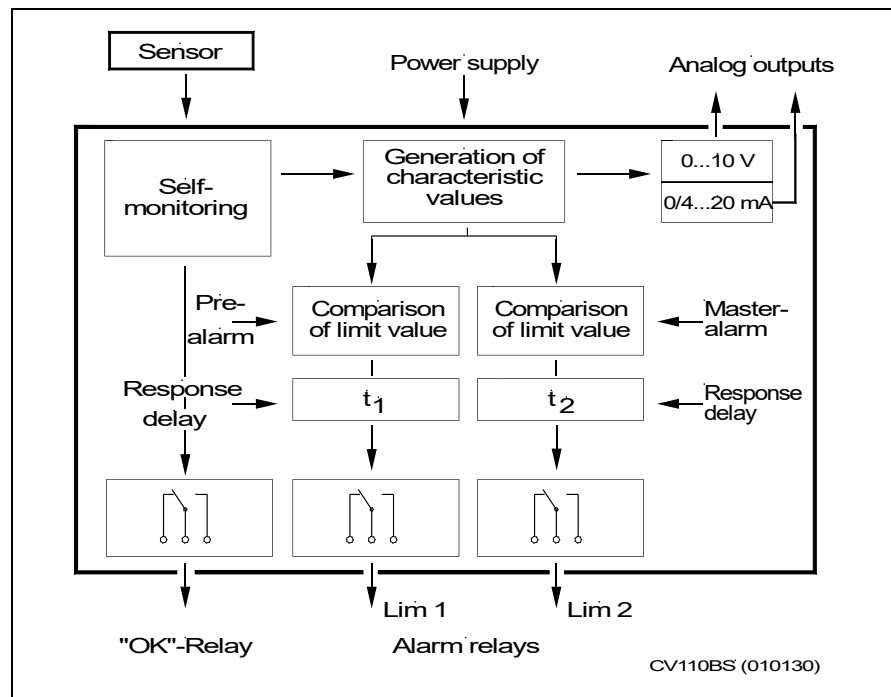 Sensor
Power supply
Analog outputs
Self-
monitoring
Generation of
characteristic
values
0...10 V
0/4...20 mA
Pre-
alarm
Comparison
of limit value
Comparison
of limit value
Master-
alarm
Response
delay
t1
t2
Response
delay
Lim 1
Lim 2
"OK"-Relay
Alarm relays
CV110BS (010130)